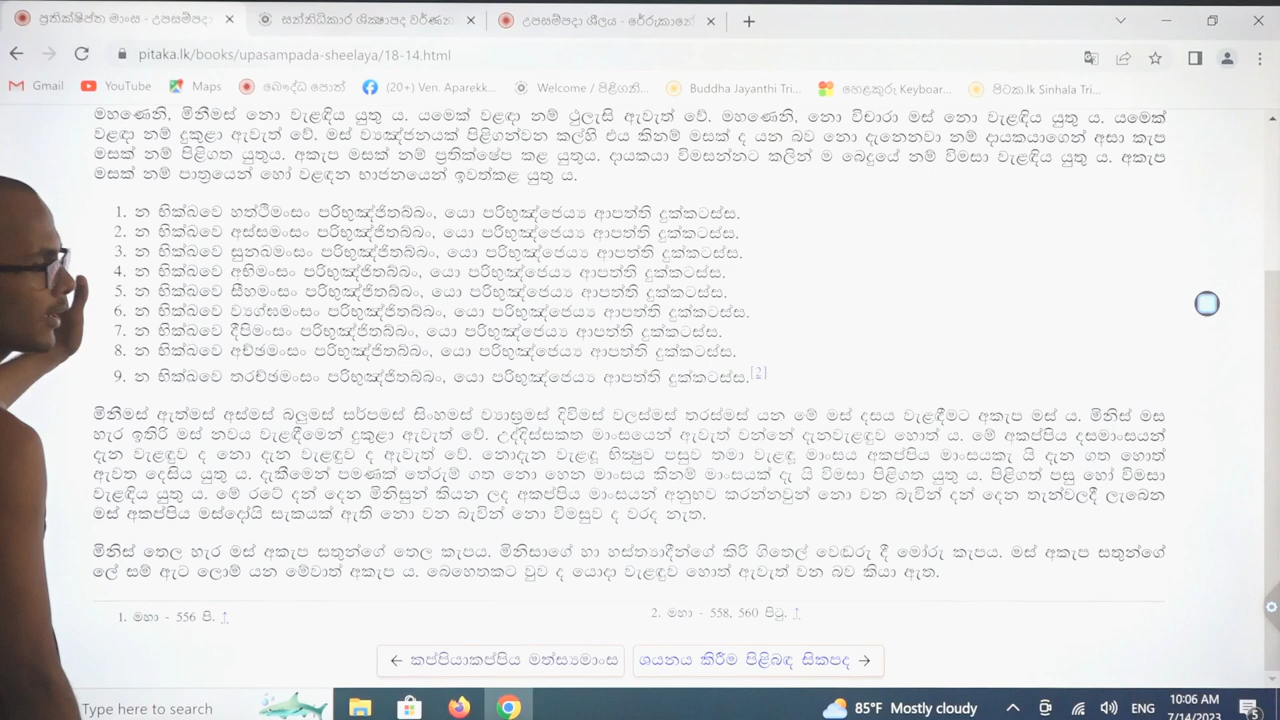 ප්‍රතික්ෂිප්ත මාංස - උපසම්පදා
සන්නිධිකාර ශික්‍ෂාපද වර්ණන
උපසම්පදා ශීලය - රේරුකානේ
pitaka.lk/books/upasampada-sheelaya/18-14.html
Gmail
YouTube
Maps
බෞද්ධ පොත්
(20+) Ven. Aparekk...
Welcome / පිළිගනි...
Buddha Jayanthi Tri...
හෙළකුරු Keyboar...
පිටක.lk Sinhala Tri...
මහණෙනි, මිනීමස් නො වැළඳිය යුතු ය. යමෙක් වළඳා නම් ථුලැසි ඇවැත් වේ. මහණෙනි, නො විචාරා මස් නො වැළඳිය යුතු ය. යමෙක්
වළඳා නම් දුකුළා ඇවැත් වේ. මස් ව්‍යඤ්ජනයක් පිළිගන්වන කල්හි එය කිනම් මසක් ද යන බව නො දැනෙනවා නම් දායකයාගෙන් අසා කැප
මසක් නම් පිළිගත යුතුය. අකැප මසක් නම් ප්‍රතික්ෂේප කළ යුතුය. දායකයා විමසන්නට කලින් ම බෙදුයේ නම් විමසා වැළඳිය යුතු ය. අකැප
මසක් නම් පාත්‍රයෙන් හෝ වළඳන භාජනයෙන් ඉවත්කළ යුතු ය.
1. න භික්ඛවෙ හත්ථිමංසං පරිභුඤ්ජිතබ්බං, යො පරිභුඤ්ජෙය්‍ය ආපත්ති දුක්කටස්ස.
2. න භික්ඛවෙ අස්සමංසං පරිභුඤ්ජිතබ්බං, යො පරිභුඤ්ජෙය්‍ය ආපත්ති දුක්කටස්ස.
3. න භික්ඛවෙ සුනඛමංසං පරිභුඤ්ජිතබ්බං, යො පරිභුඤ්ජෙය්‍ය ආපත්ති දුක්කටස්ස.
4. න භික්ඛවෙ අභිමංසං පරිභුඤ්ජිතබ්බං, යො පරිභුඤ්ජෙය්‍ය ආපත්ති දුක්කටස්ස.
5. න භික්ඛවෙ සීහමංසං පරිභුඤ්ජිතබ්බං, යො පරිභුඤ්ජෙය්‍ය ආපත්ති දුක්කටස්ස.
6. න භික්ඛවෙ ව්‍යග්ඝමංසං පරිභුඤ්ජිතබ්බං, යො පරිභුඤ්ජෙය්‍ය ආපත්ති දුක්කටස්ස.
7. න භික්ඛවෙ දීපිමංසං පරිභුඤ්ජිතබ්බං, යො පරිභුඤ්ජෙය්‍ය ආපත්ති දුක්කටස්ස.
8. න භික්ඛවෙ අච්ඡමංසං පරිභුඤ්ජිතබ්බං, යො පරිභුඤ්ජෙය්‍ය ආපත්ති දුක්කටස්ස.
9. න භික්ඛවෙ තරච්ඡමංසං පරිභුඤ්ජිතබ්බං, යො පරිභුඤ්ජෙය්‍ය ආපත්ති දුක්කටස්ස.[2]
මිනීමස් ඇත්මස් අස්මස් බලුමස් සර්පමස් සිංහමස් ව්‍යාඝ්‍රමස් දිවිමස් වලස්මස් තරස්මස් යන මේ මස් දසය වැළඳීමට අකැප මස් ය. මිනිස් මස
හැර ඉතිරි මස් නවය වැළඳීමෙන් දුකුළා ඇවැත් වේ. උද්දිස්සකත මාංසයෙන් ඇවැත් වන්නේ දැනවැළඳුව හොත් ය. මේ අකප්පිය දසමාංසයන්
දැන වැළඳුව ද නො දැන වැළඳුව ද ඇවැත් වේ. නොදැන වැළඳූ භික්‍ෂුව පසුව තමා වැළඳූ මාංසය අකප්පිය මාංසයකැ යි දැන ගත හොත්
ඇවත දෙසිය යුතු ය. දැකීමෙන් පමණක් තේරුම් ගත නො හෙන මාංසය කිනම් මාංසයක් දැ යි විමසා පිළිගත යුතු ය. පිළිගත් පසු හෝ විමසා
වැළඳිය යුතු ය. මේ රටේ දන් දෙන මිනිසුන් කියන ලද අකප්පිය මාංසයන් අනුභව කරන්නවුන් නො වන බැවින් දන් දෙන තැන්වලදී ලැබෙන
මස් අකප්පිය මස්දෝයි සැකයක් ඇති නො වන බැවින් නො විමසුව ද වරද නැත.
මිනිස් තෙල හැර මස් අකැප සතුන්ගේ තෙල කැපය. මිනිසාගේ හා හස්ත්‍යාදීන්ගේ කිරි ගිතෙල් වෙඬරු දී මෝරු කැපය. මස් අකැප සතුන්ගේ
ලේ සම් ඇට ලොම් යන මේවාත් අකැප ය. බෙහෙතකට වුව ද යොදා වැළඳුව හොත් ඇවැත් වන බව කියා ඇත.
1. මහා - 556 පි. ↑
2. මහා - 558, 560 පිටු. ↑
← කප්පියාකප්පිය මත්ස්‍යමාංස
ශයනය කිරීම පිළිබඳ සිකපද →
Type here to search
85°F Mostly cloudy
ENG
10:06 AM
7/14/2023
5